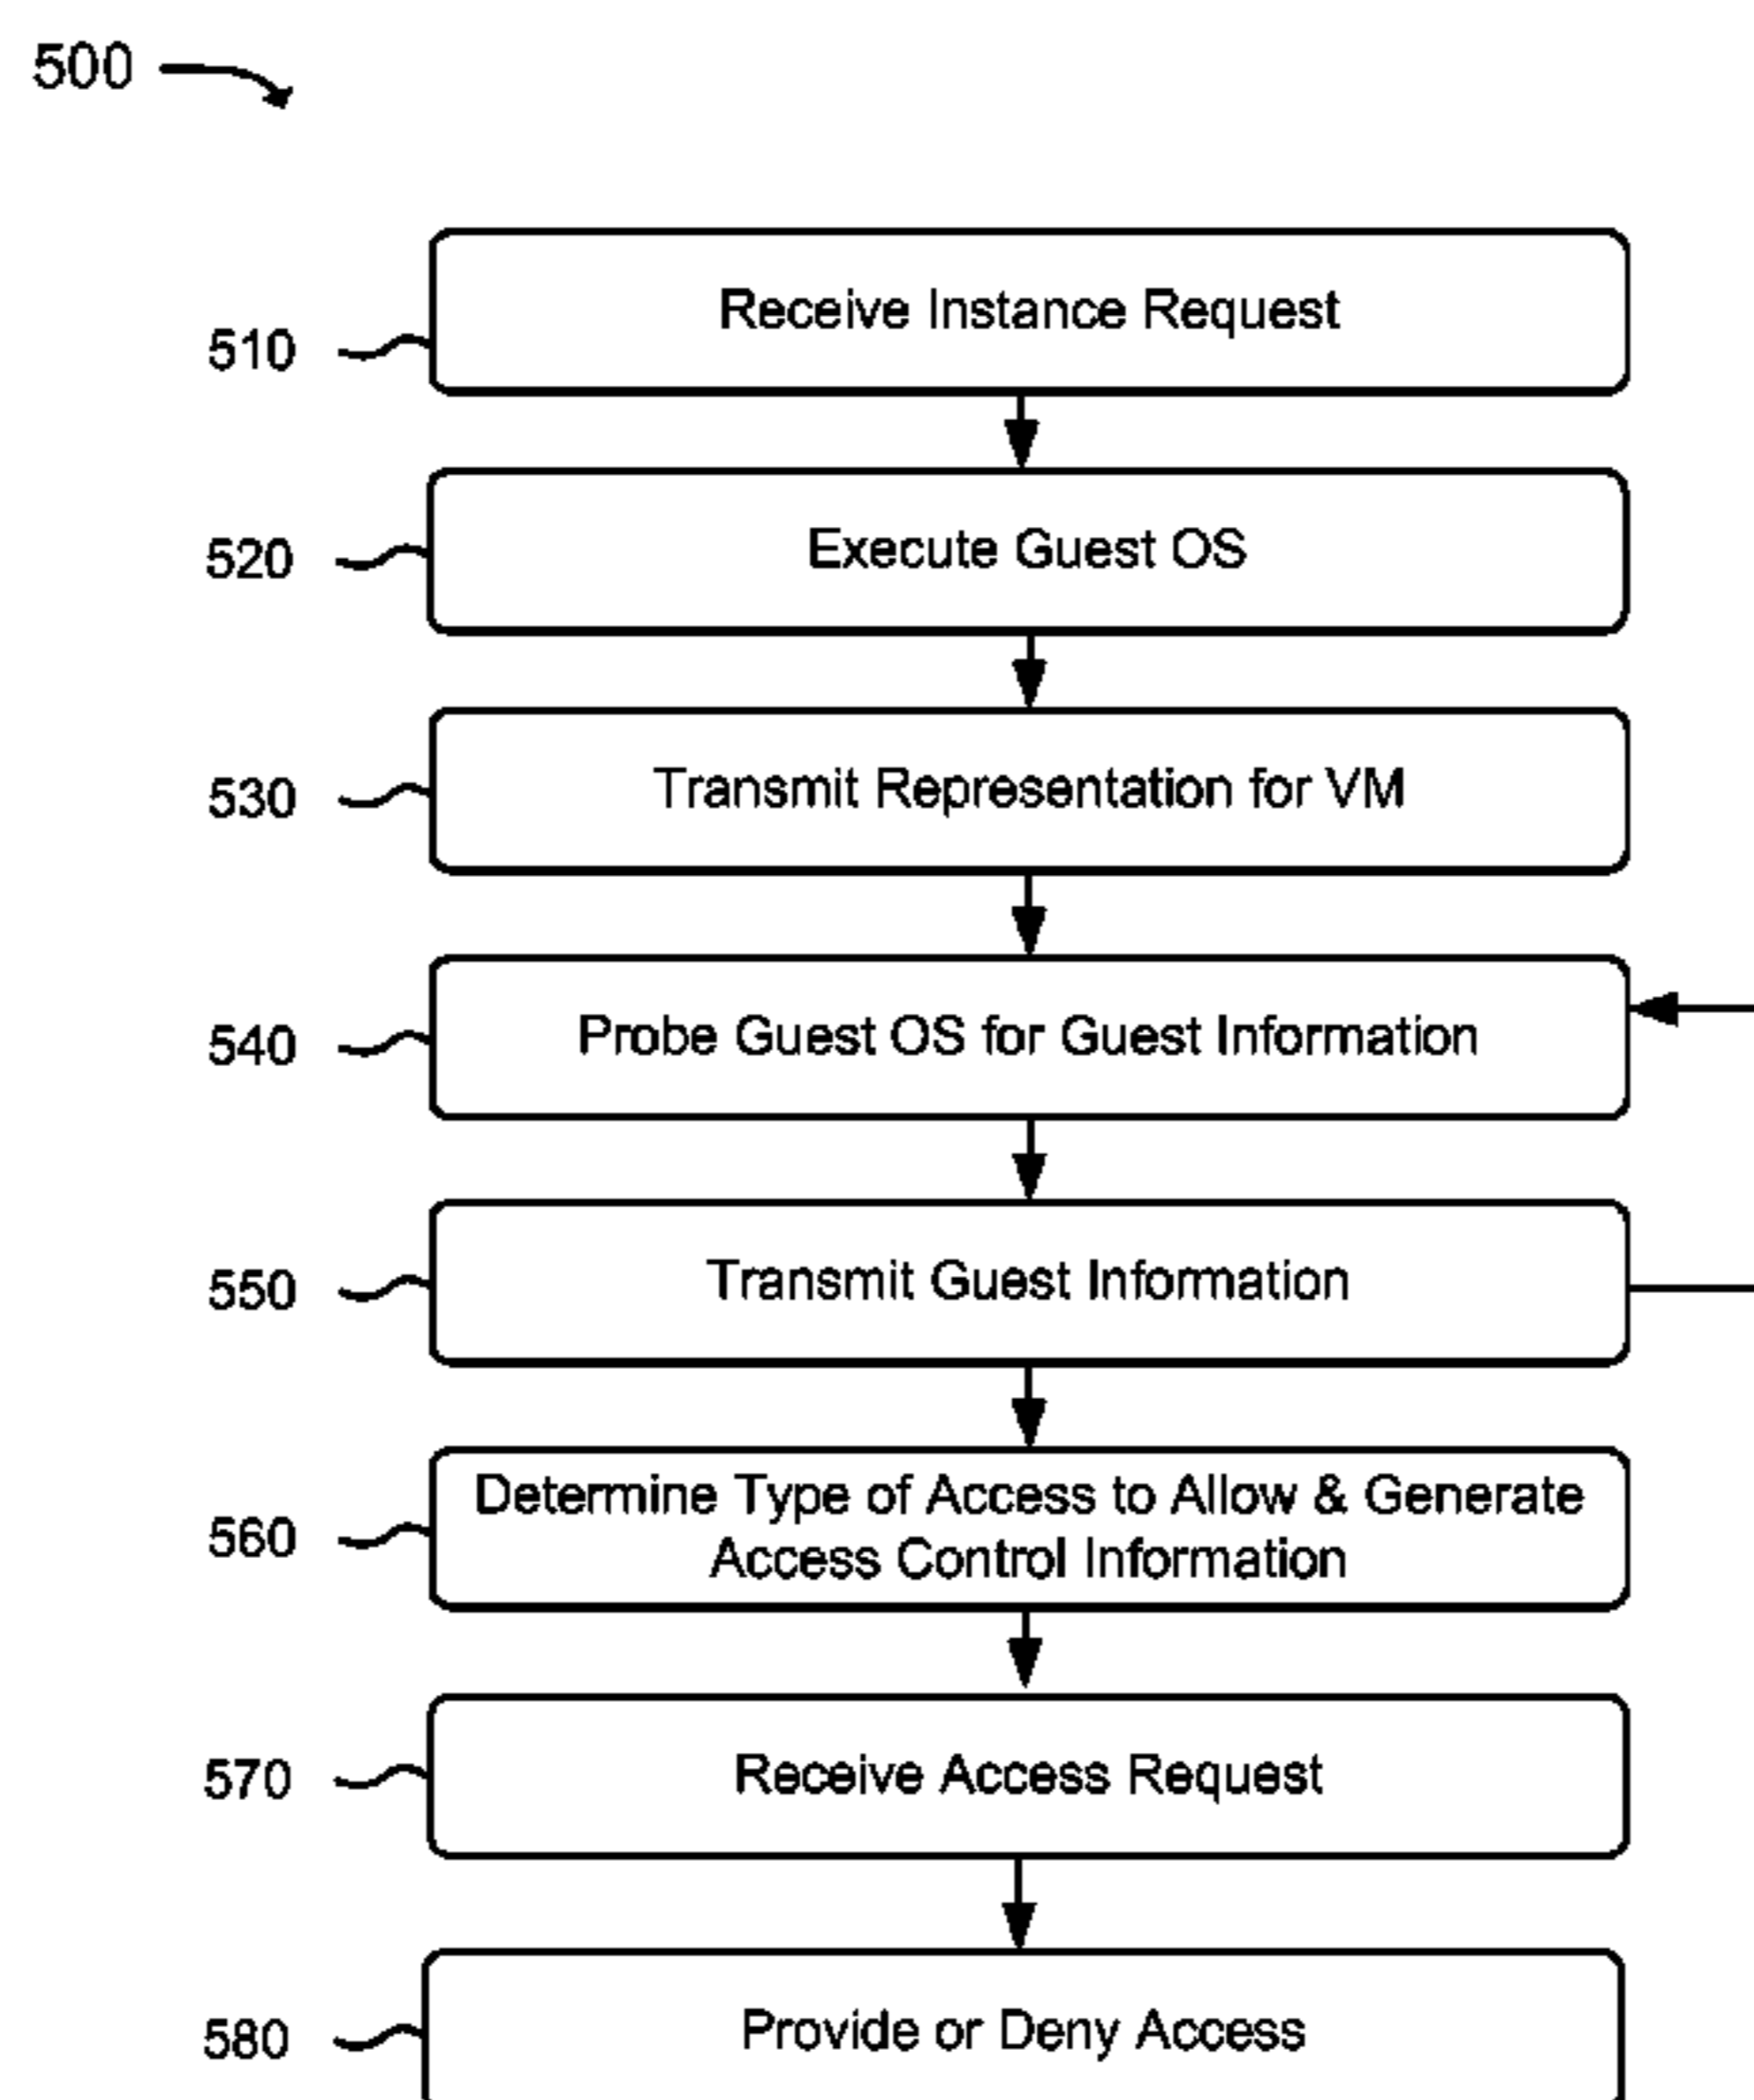 500
Receive Instance Request
510
Execute Guest OS
520
Transmit Representation for VM
530
Probe Guest OS for Guest Information
540
Transmit Guest Information
550
Determine Type of Access to Allow & Generate
Access Control Information
560
Receive Access Request
570
Provide or Deny Access
580